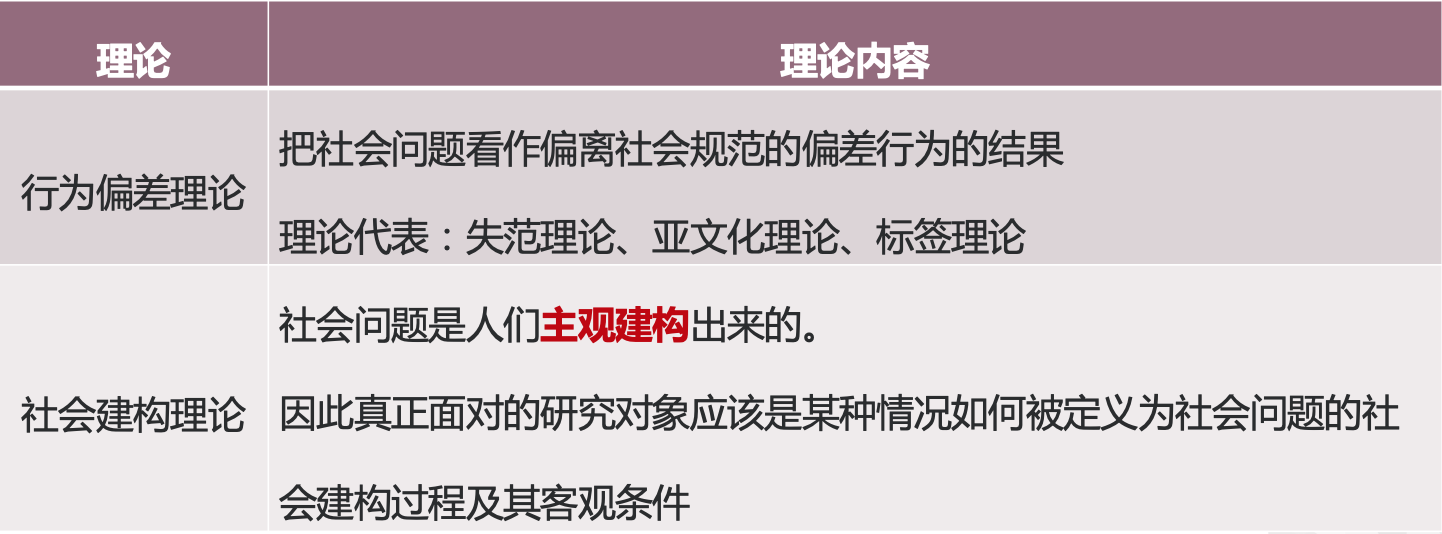 理论
理论内容
行为偏差理论
把社会问题看作偏离社会规范的偏差行为的结果
理论代表：失范理论、亚文化理论、标签理论
社会建构理论
社会问题是人们主观建构出来的。
因此真正面对的研究对象应该是某种情况如何被定义为社会问题的社
会建构过程及其客观条件